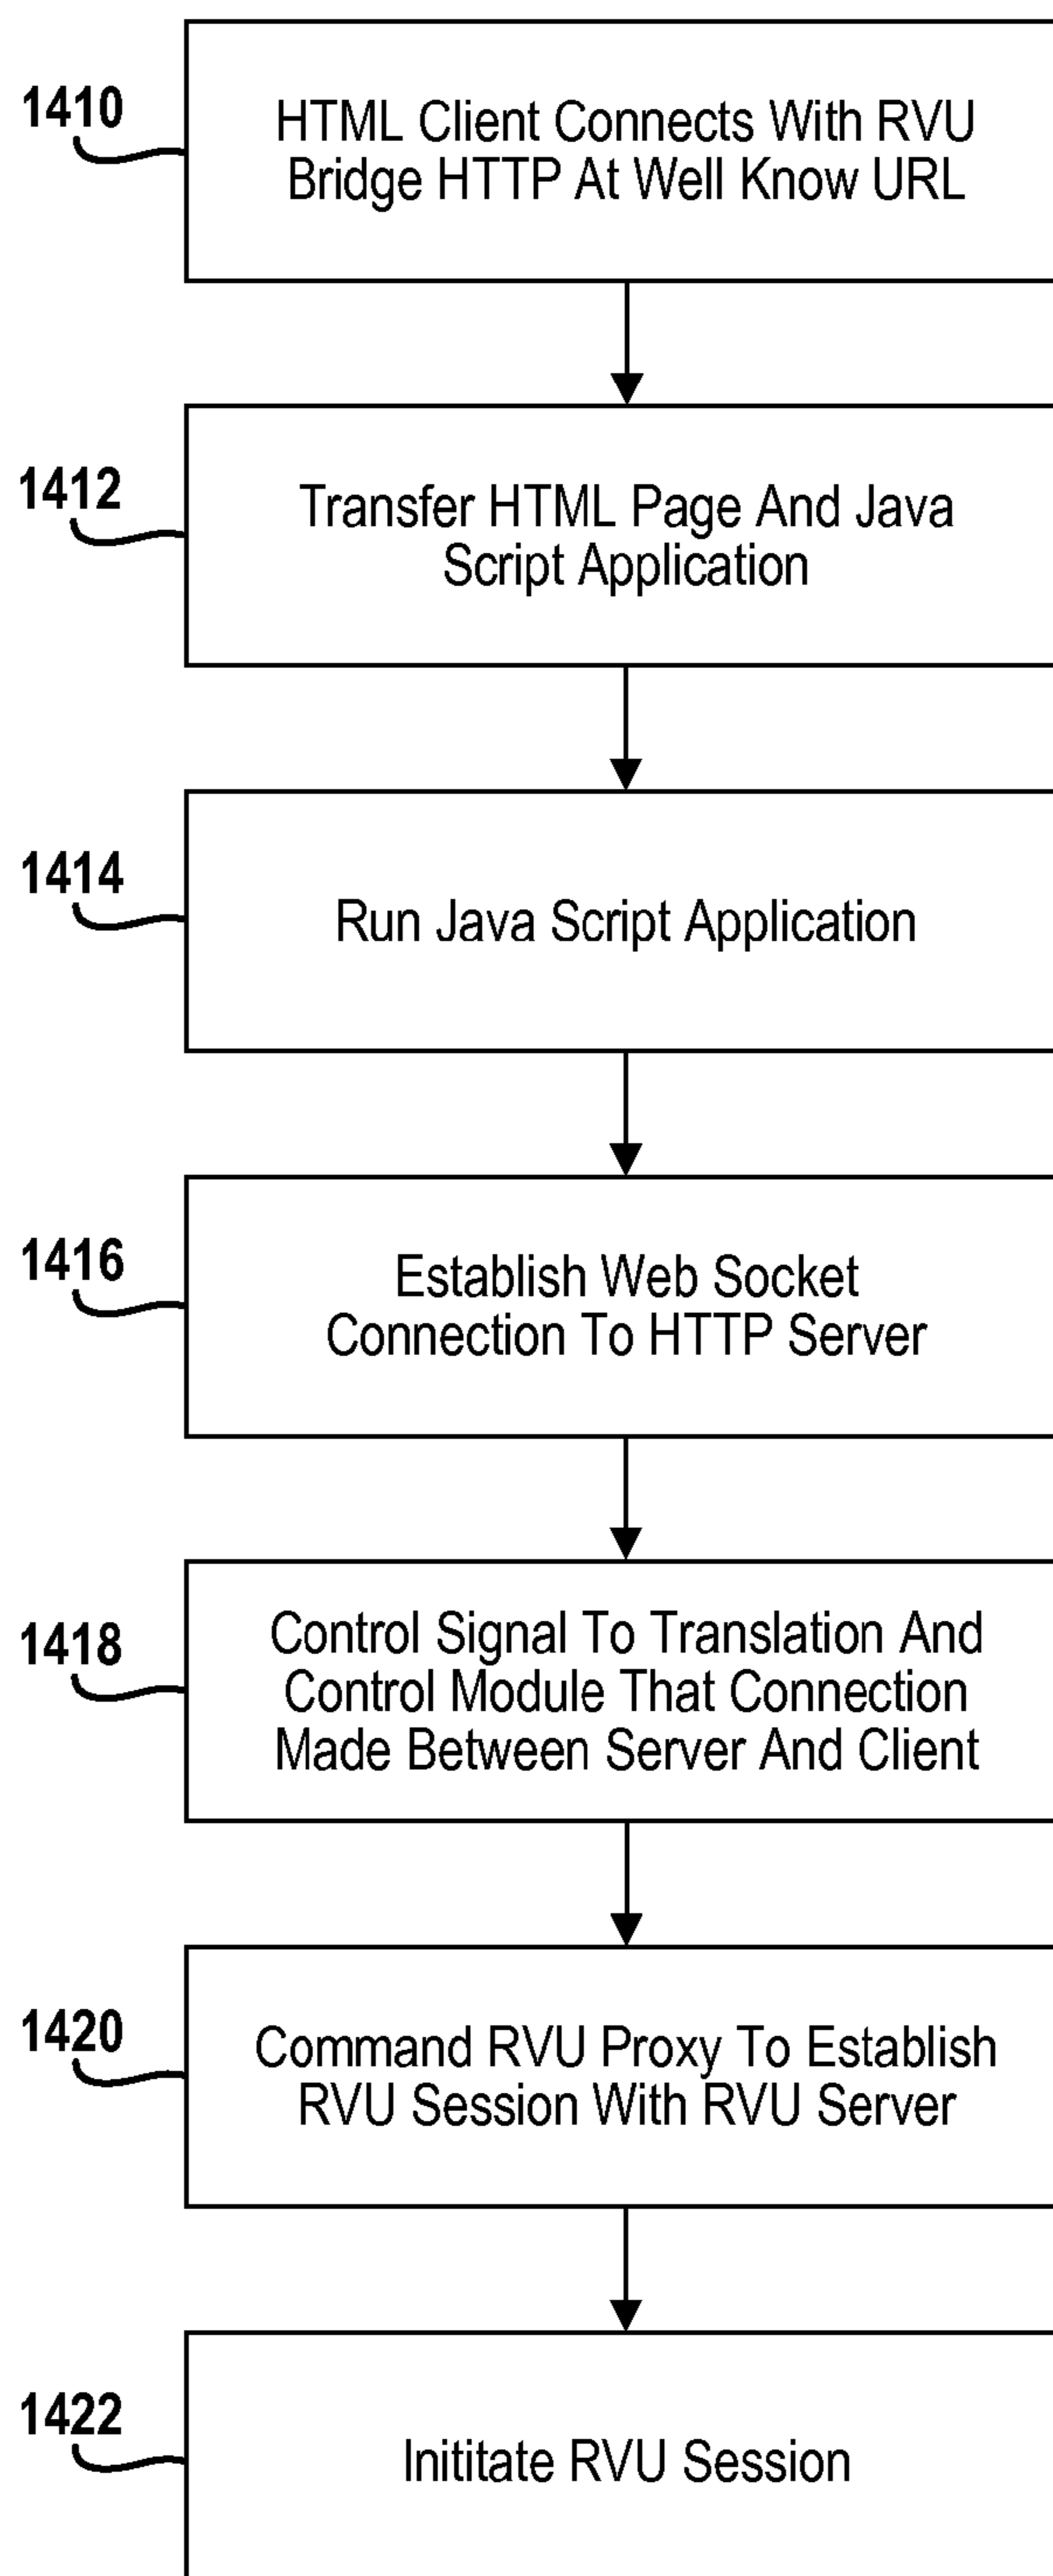 1410
HTML Client Connects With RVU
Bridge HTTP At Well Know URL
1412
Transfer HTML Page And Java
Script Application
1414
Run Java Script Application
1416
Establish Web Socket
Connection To HTTP Server
1418
Control Signal To Translation And
Control Module That Connection
Made Between Server And Client
1420
Command RVU Proxy To Establish
RVU Session With RVU Server
1422
Inititate RVU Session